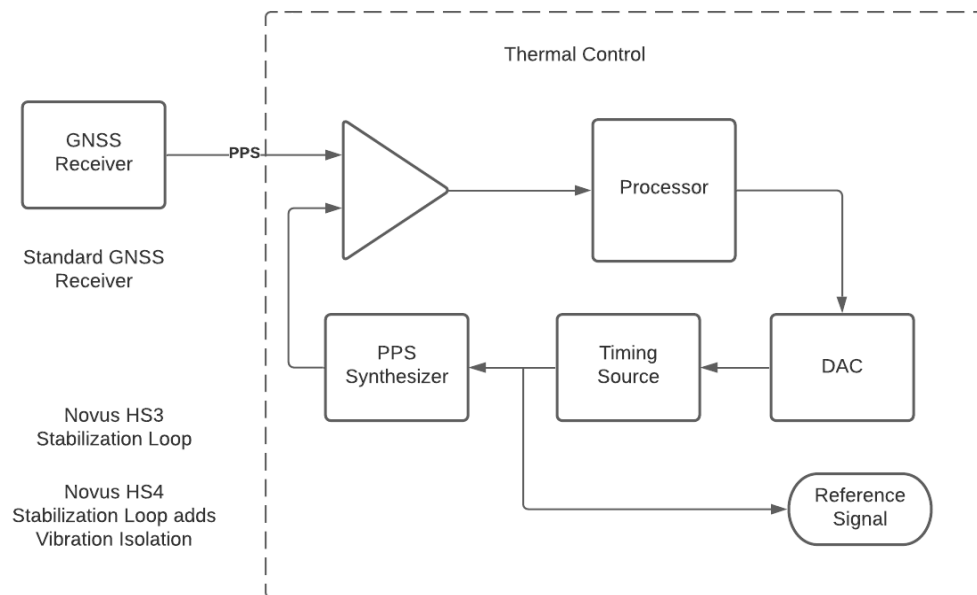 Thermal Control
GNSS
Receiver
PPS
Processor
Standard GNSS
Receiver
PPS
Synthesizer
Timing
Source
DAC
Novus HS3
Stabilization Loop
Novus HS4
Stabilization Loop adds
Vibration Isolation
Reference
Signal